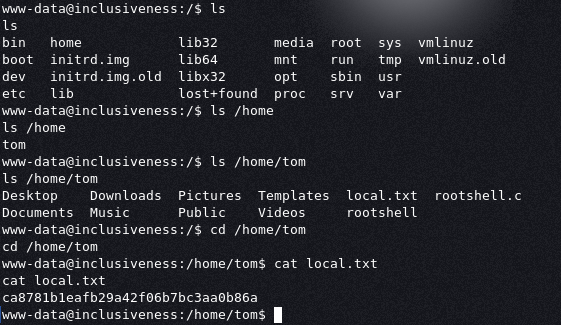 www-data@inclusiveness:/$ ls
ls
bin home lib32 media root sys vmlinuz
boot initrd.img lib64 mnt run tmp vmlinuz.old
dev initrd.img.old libx32 opt sbin usr
etc lib lost+found proc srv var
www-data@inclusiveness:/$ ls /home
ls /home
tom
www-data@inclusiveness:/$ ls /home/tom
ls /home/tom
Desktop Downloads Pictures Templates local.txt rootshell.c
Documents Music Public Videos rootshell
www-data@inclusiveness:/$ cd /home/tom
cd /home/tom
www-data@inclusiveness:/home/tom$ cat local.txt
cat local.txt
ca8781b1eafb29a42f06b7bc3aa0b86a
www-data@inclusiveness:/home/tom$